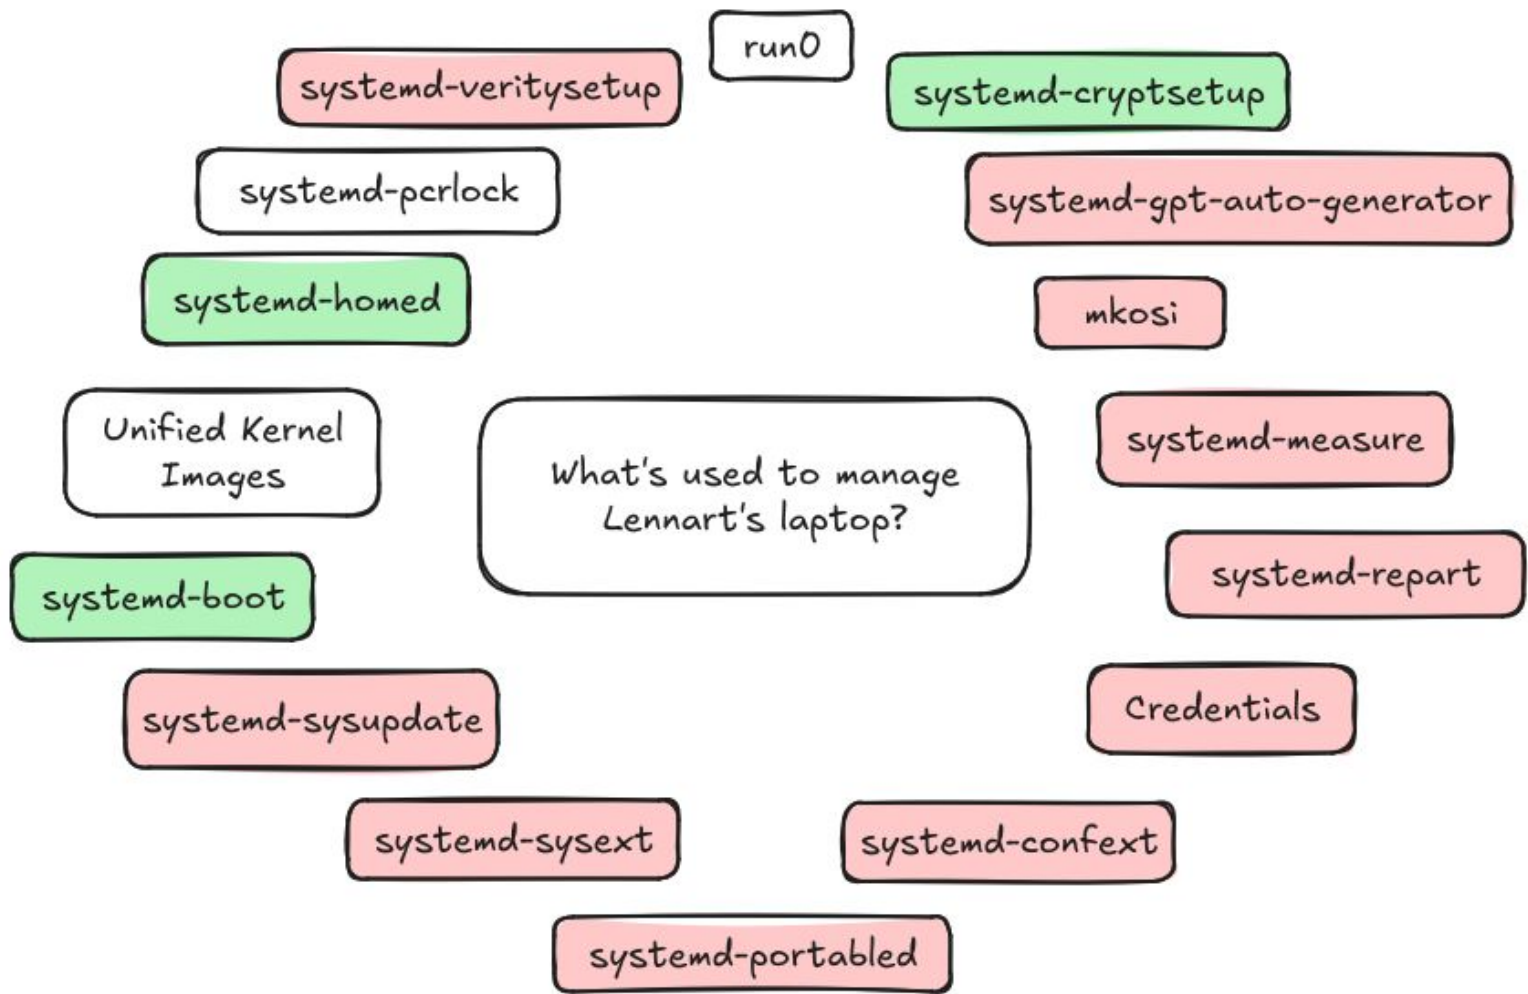 run0
systemd-veritysetup
systemd-cryptsetup
systemd-pcrlock
systemd-gpt-auto-generator
systemd-homed
mkosi
Unified Kernel
Images
What's used to manage
Lennart's laptop?
systemd-measure
systemd-boot
systemd-repart
systemd-sysupdate
Credentials
systemd-sysext
systemd-confext
systemd-portabled